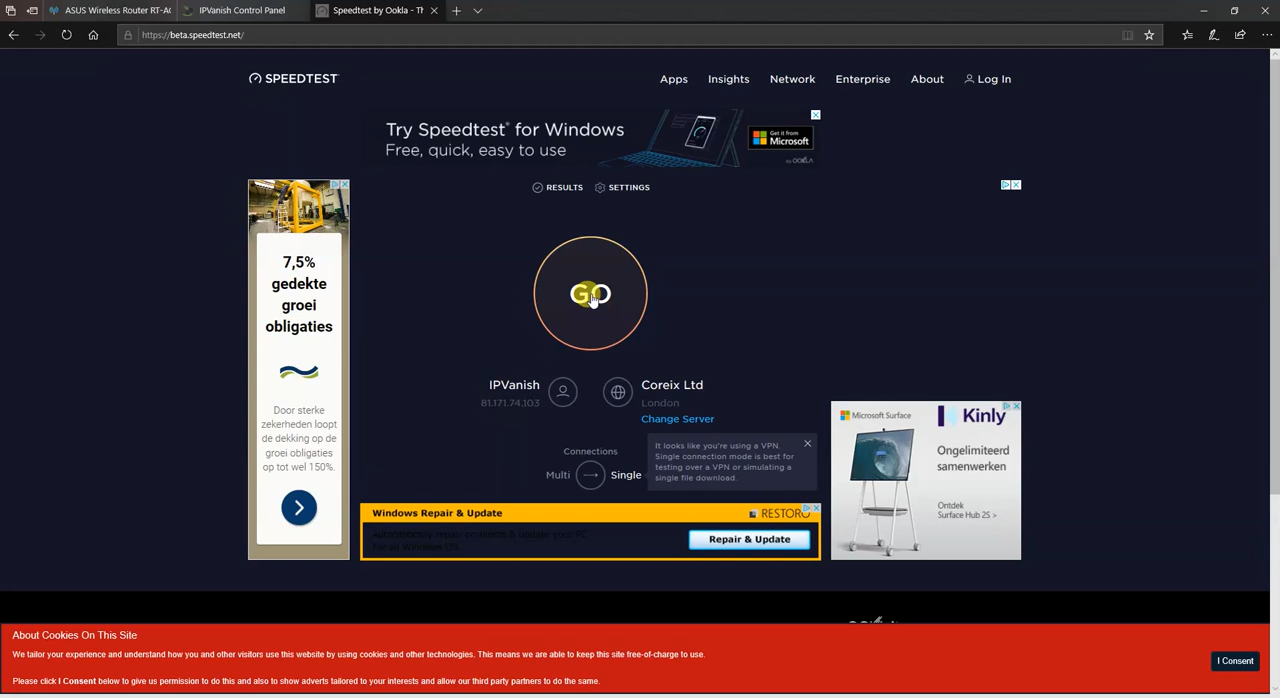 ASUS Wireless Router RT-AC
IPVanish Control Panel
Speedtest by Ookla - Th
https://beta.speedtest.net/
SPEEDTEST
Apps
Insights
Network
Enterprise
About
Log In
Try Speedtest® for Windows
Free, quick, easy to use
Get it from
Microsoft
by OOKLA
RESULTS
SETTINGS
7,5%
gedekte
groei
obligaties
Door sterke
zekerheden loopt
de dekking op de
groei obligaties
op tot wel 150%.
GO
IPVanish
81.171.74.103
Coreix Ltd
London
Change Server
Connections
Multi
Single
It looks like you're using a VPN.
Single connection mode is best for
testing over a VPN or simulating a
single file download.
Windows Repair & Update
RESTORO
Repair & Update
Microsoft Surface
Kinly
Ongelimiteerd
samenwerken
Ontdek
Surface Hub 2S >
About Cookies On This Site
We tailor your experience and understand how you and other visitors use this website by using cookies and other technologies. This means we are able to keep this site free-of-charge to use.
Please click I Consent below to give us permission to do this and also to show adverts tailored to your interests and allow our third party partners to do the same.
I Consent